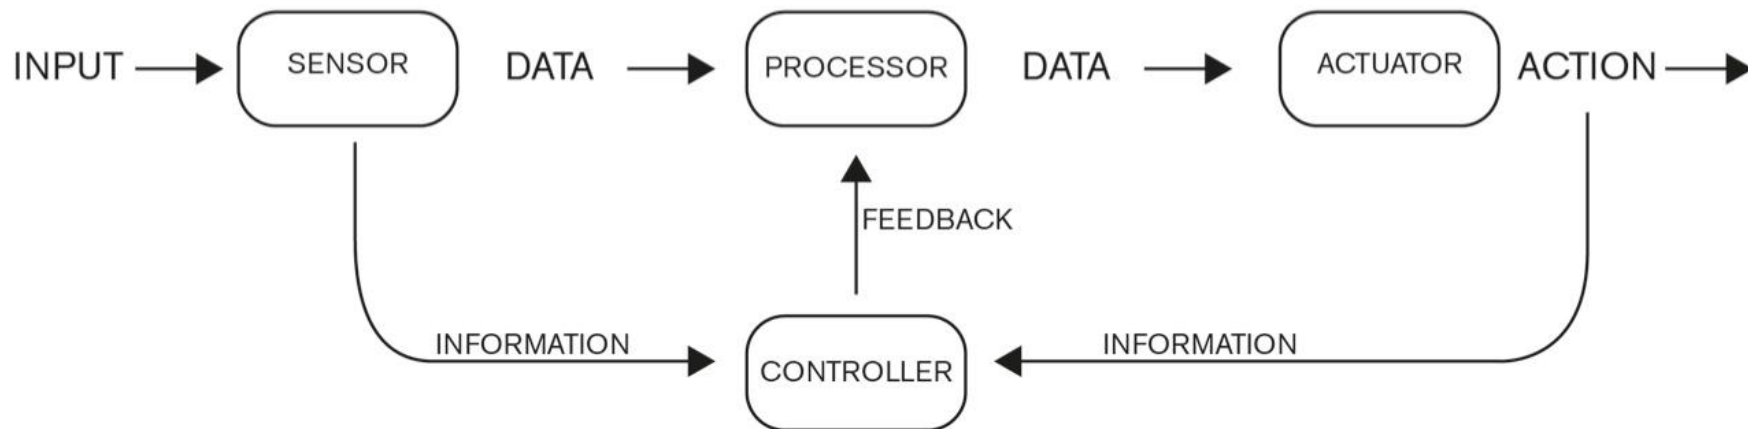 INPUT
SENSOR
DATA
PROCESSOR
DATA
ACTUATOR
ACTION
FEEDBACK
INFORMATION
INFORMATION
CONTROLLER